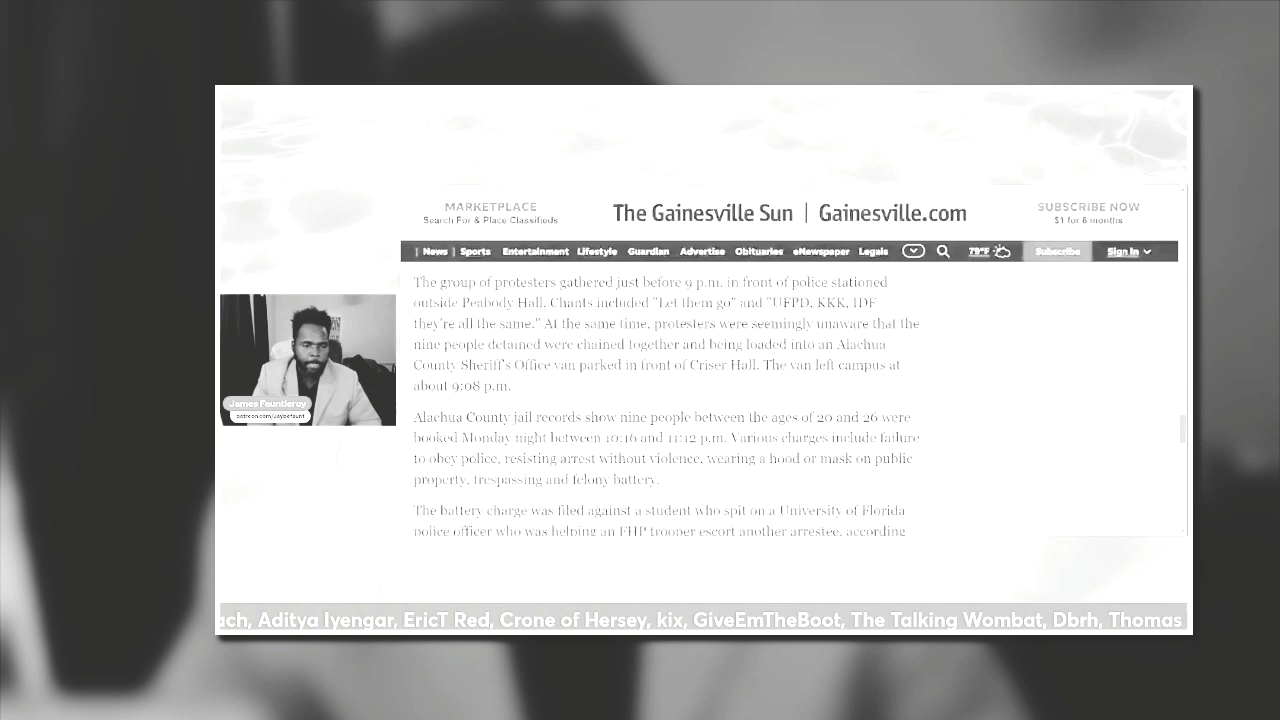 MARKETPLACE
Search For & Place Classifieds
The Gainesville Sun | Gainesville.com
SUBSCRIBE NOW
$1 for 6 months
News Sports Entertainment Lifestyle Guardian Advertise Obituaries eNewspaper Legals 79°F Subscribe Sign In
The group of protesters gathered just before 9 p.m. in front of police stationed
outside Peabody Hall. Chants included "Let them go" and "UFPD, KKK, IDF
they're all the same." At the same time, protesters were seemingly unaware that the
nine people detained were chained together and being loaded into an Alachua
County Sheriff's Office van parked in front of Criser Hall. The van left campus at
about 9:08 p.m.
Alachua County jail records show nine people between the ages of 20 and 26 were
booked Monday night between 10:16 and 11:12 p.m. Various charges include failure
to obey police, resisting arrest without violence, wearing a hood or mask on public
property, trespassing and felony battery.
The battery charge was filed against a student who spit on a University of Florida
police officer who was helping an FHP trooper escort another arrestee, according
James Fauntleroy
patreon.com/Jaybefaunt
ach, Aditya Iyengar, EricT Red, Crone of Hersey, kix, GiveEmTheBoot, The Talking Wombat, Dbrh, Thomas